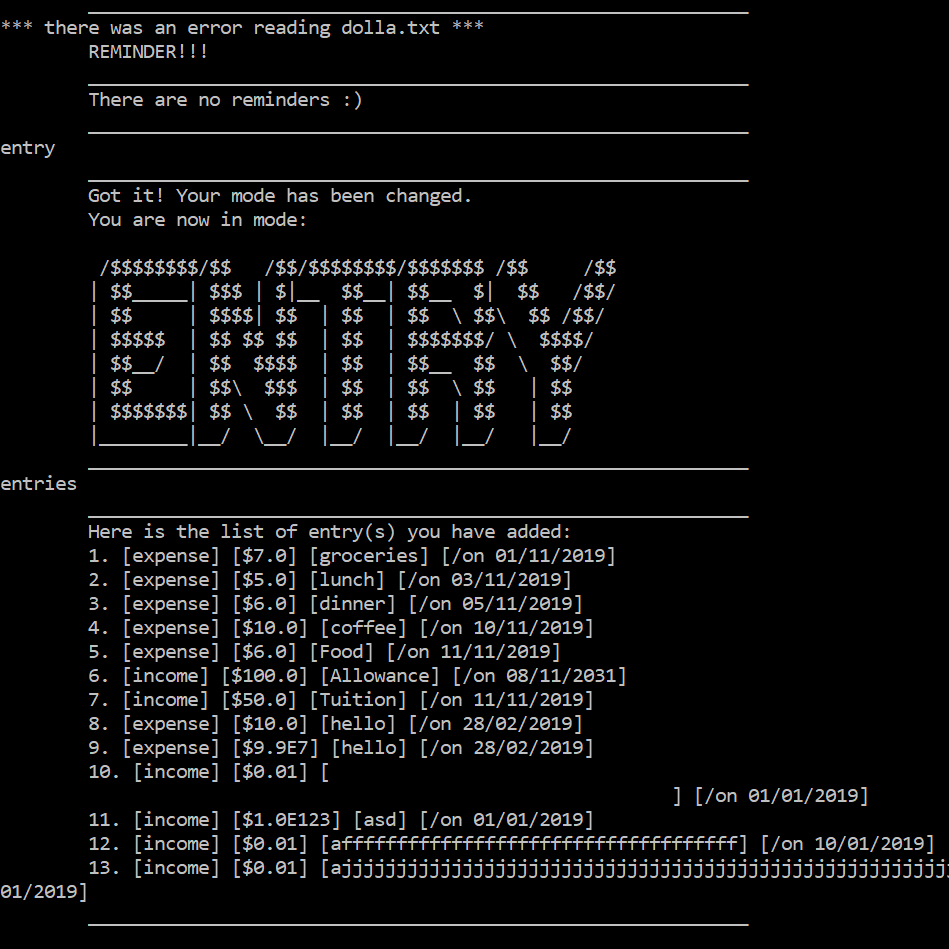 *** there was an error reading dolla.txt ***
        REMINDER!!!
        ____________________________________________________________
        There are no reminders :)
        ____________________________________________________________
entry
        ____________________________________________________________
        Got it! Your mode has been changed.
        You are now in mode:

         /$$$$$$$$/$$   /$$/$$$$$$$$/$$$$$$$ /$$     /$$
        | $$_____| $$$ | $|__  $$__| $$__  $|  $$   /$$/
        | $$     | $$$$| $$  | $$  | $$  \ $$\  $$ /$$/
        | $$$$$  | $$ $$ $$  | $$  | $$$$$$$/ \  $$$$/
        | $$__/  | $$  $$$$  | $$  | $$__  $$  \  $$/
        | $$     | $$\  $$$  | $$  | $$  \ $$   | $$
        | $$$$$$$| $$ \  $$  | $$  | $$  | $$   | $$
        |________|__/  \__/  |__/  |__/  |__/   |__/
        ____________________________________________________________
entries
        ____________________________________________________________
        Here is the list of entry(s) you have added:
        1. [expense] [$7.0] [groceries] [/on 01/11/2019]
        2. [expense] [$5.0] [lunch] [/on 03/11/2019]
        3. [expense] [$6.0] [dinner] [/on 05/11/2019]
        4. [expense] [$10.0] [coffee] [/on 10/11/2019]
        5. [expense] [$6.0] [Food] [/on 11/11/2019]
        6. [income] [$100.0] [Allowance] [/on 08/11/2031]
        7. [income] [$50.0] [Tuition] [/on 11/11/2019]
        8. [expense] [$10.0] [hello] [/on 28/02/2019]
        9. [expense] [$9.9E7] [hello] [/on 28/02/2019]
        10. [income] [$0.01] [
                                                             ] [/on 01/01/2019]
        11. [income] [$1.0E123] [asd] [/on 01/01/2019]
        12. [income] [$0.01] [affffffffffffffffffffffffffffffffffff] [/on 10/01/2019]
        13. [income] [$0.01] [ajjjjjjjjjjjjjjjjjjjjjjjjjjjjjjjjjjjjjjjjjjjjjjjjjjjjjjj
01/2019]
        ____________________________________________________________